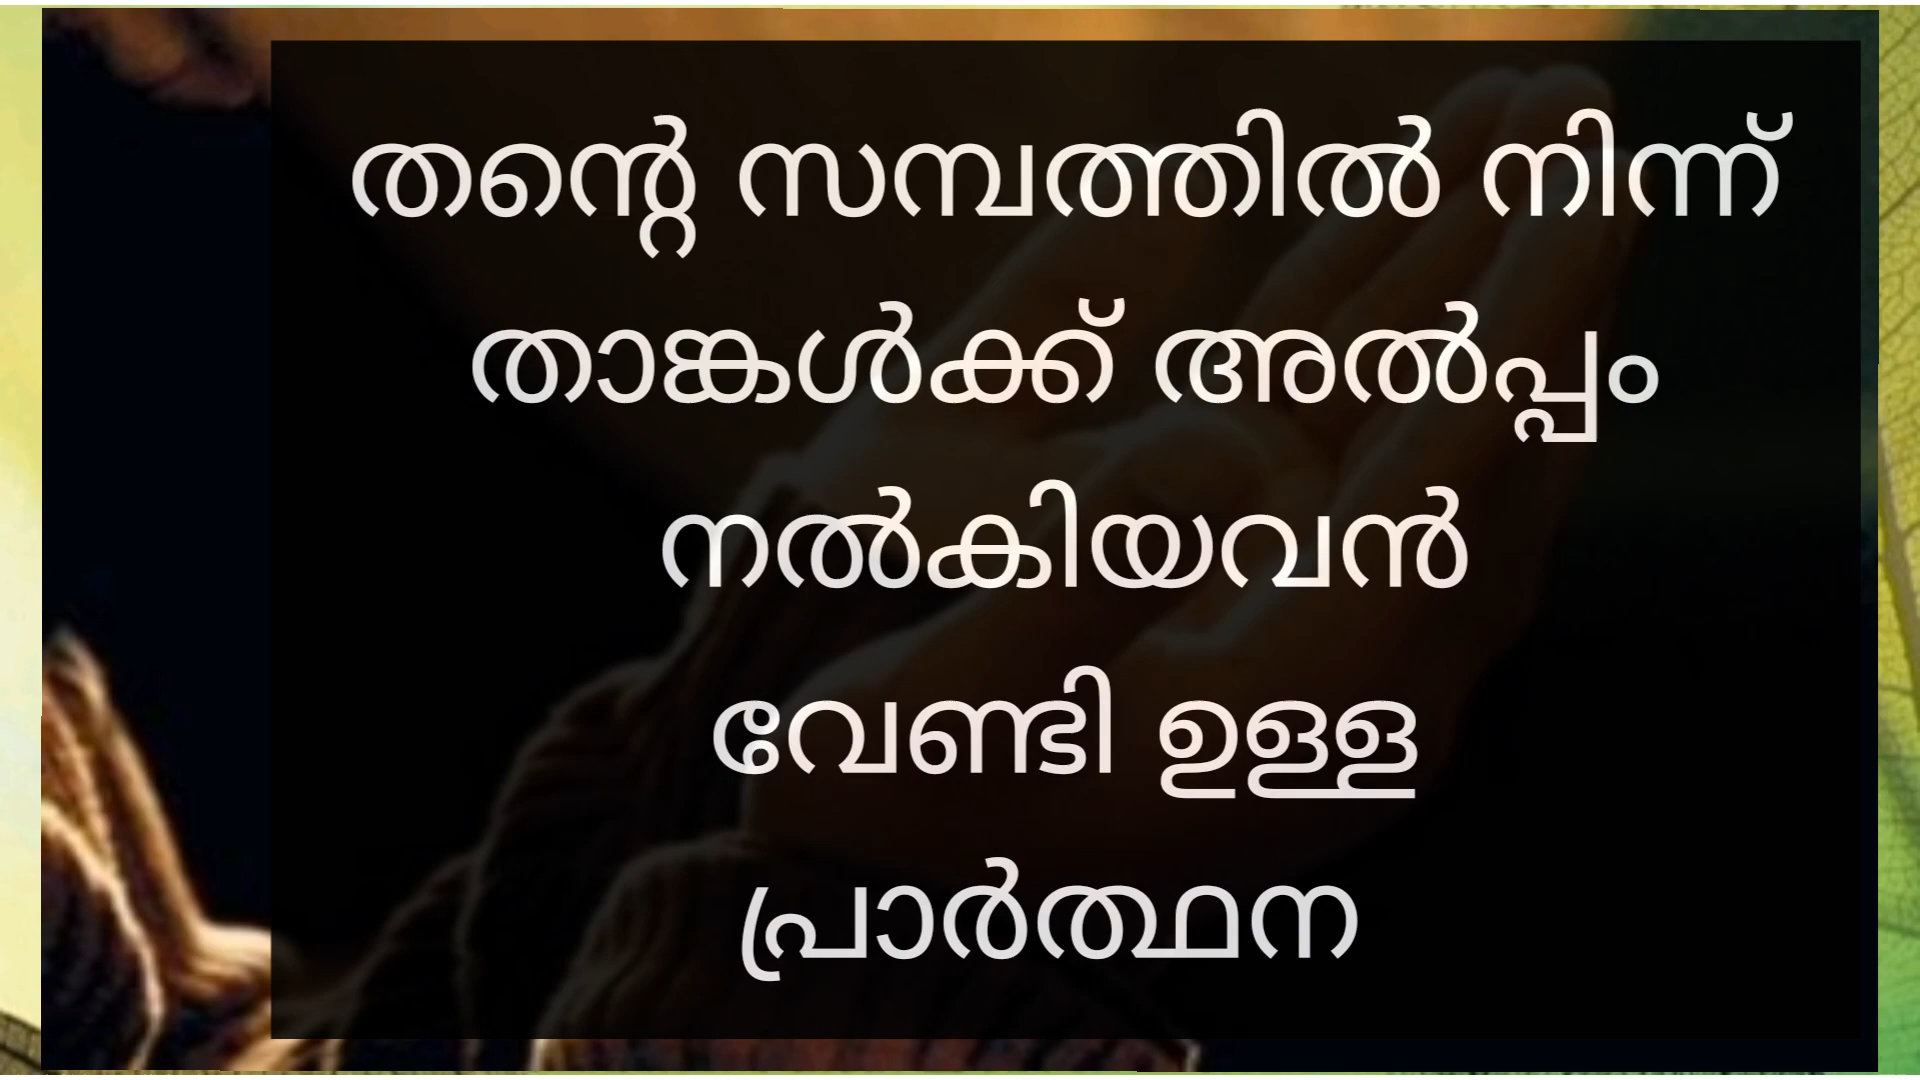 തന്റെ സമ്പത്തിൽ നിന്ന്
താങ്കൾക്ക് അൽപ്പം
നൽകിയവൻ
വേണ്ടി ഉള്ള
പ്രാർത്ഥന